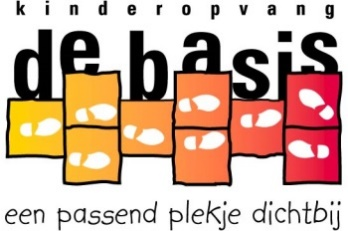 kinderopvang
de basis
een passend plekje dichtbij